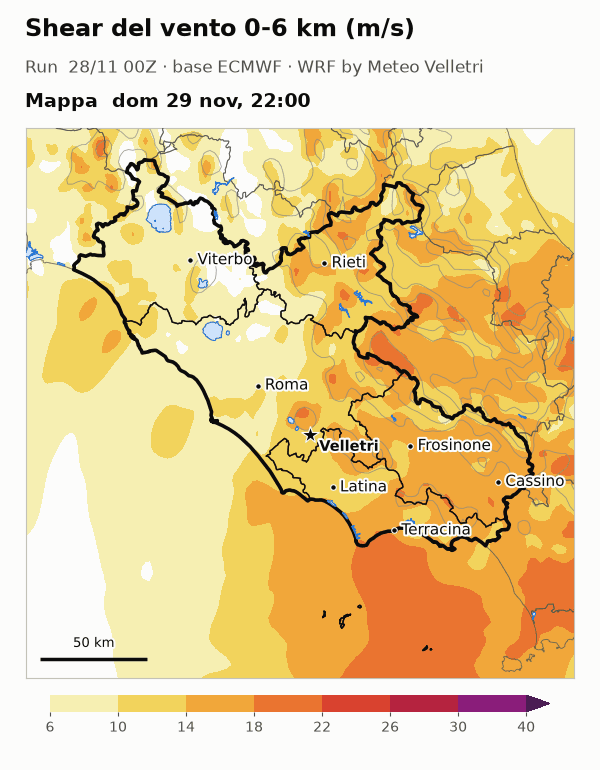 Shear del vento 0-6 km (m/s)
Run 28/11 00Z · base ECMWF · WRF by Meteo Velletri
Mappa dom 29 nov, 22:00
Viterbo
Rieti
Roma
Velletri
Frosinone
Cassino
Latina
Terracina
50 km
6 10 14 18 22 26 30 40